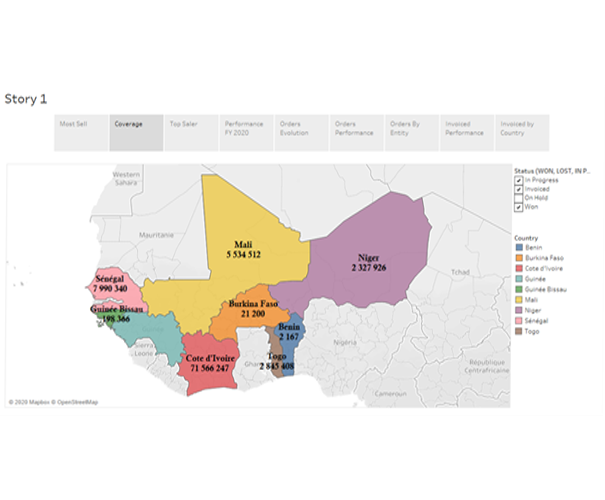 Story 1
Most Sell
Coverage
Top Saler
Performance
FY 2020
Orders
Evolution
Orders
Performance
Orders By
Entity
Invoiced
Performance
Invoiced by
Country
Western
Sahara
Mauritanie
Mali
5 534 512
Niger
2 327 926
Tchad
Sénégal
7 990 340
Guinée Bissau
198 366
Burkina Faso
21 200
Benin
2 167
Sierra
Leone
Cote d'Ivoire
71 566 247
Togo
2 845 408
Nigéria
Cameroun
République
Centrafricaine
© 2020 Mapbox © OpenStreetMap
Status (WON, LOST, IN P..
In Progress
Invoiced
On Hold
Won
Country
Benin
Burkina Faso
Cote d'Ivoire
Guinée
Guinée Bissau
Mali
Niger
Sénégal
Togo